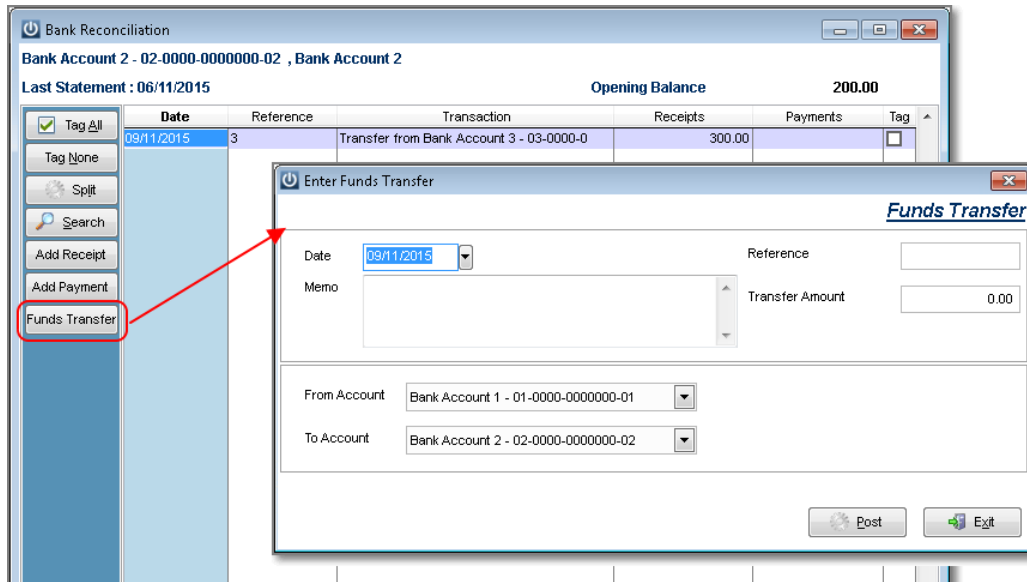 Bank Reconciliation
Bank Account 2 - 02-0000-0000000-02 , Bank Account 2
Last Statement : 06/11/2015 Opening Balance 200.00
Tag All
Tag None
Split
Search
Add Receipt
Add Payment
Funds Transfer
Date Reference Transaction Receipts Payments Tag
09/11/2015 3 Transfer from Bank Account 3 - 03-0000-0 300.00
Enter Funds Transfer
Funds Transfer
Date 09/11/2015 Reference
Memo Transfer Amount 0.00
From Account Bank Account 1 - 01-0000-0000000-01
To Account Bank Account 2 - 02-0000-0000000-02
Post Exit